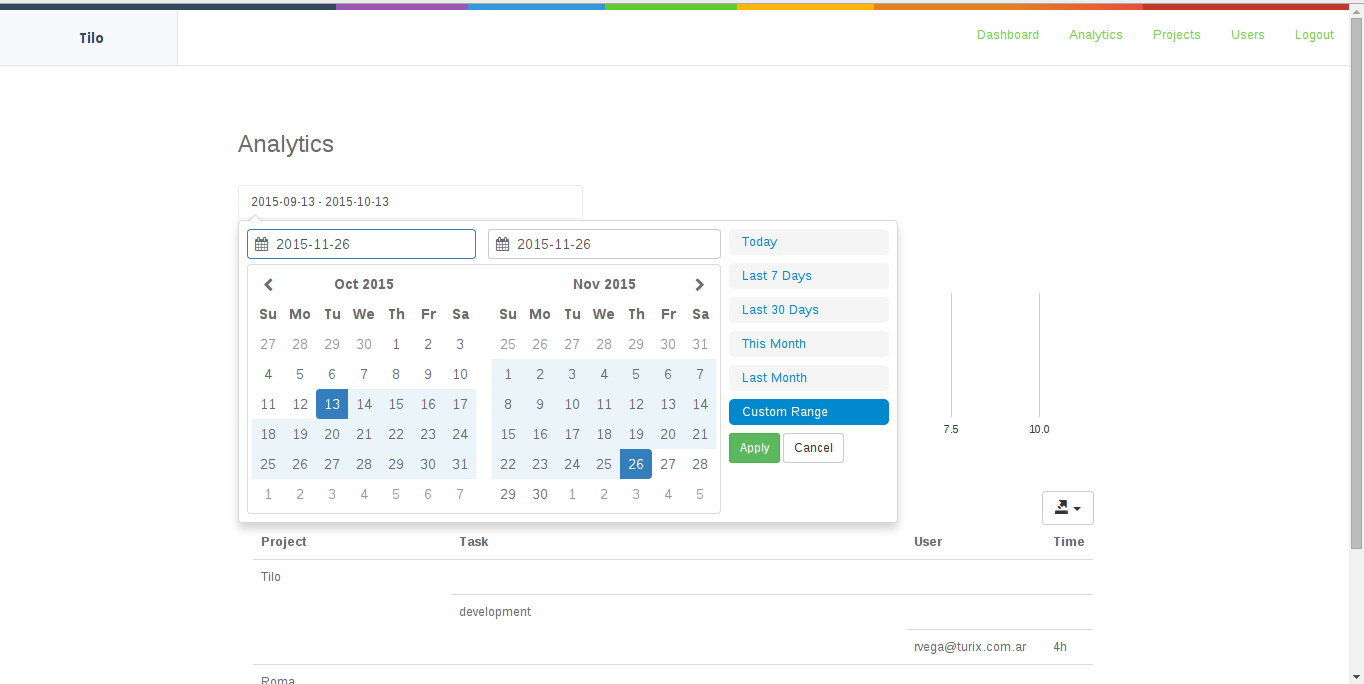 Tilo
Dashboard Analytics Projects Users Logout
Analytics
2015-09-13 - 2015-10-13
2015-11-26 2015-11-26 Today
Last 7 Days
Oct 2015 Nov 2015
Last 30 Days
Su Mo Tu We Th Fr Sa Su Mo Tu We Th Fr Sa
This Month
27 28 29 30 1 2 3 25 26 27 28 29 30 31
Last Month
4 5 6 7 8 9 10 1 2 3 4 5 6 7
Custom Range
11 12 13 14 15 16 17 8 9 10 11 12 13 14
7.5 10.0
18 19 20 21 22 23 24 15 16 17 18 19 20 21
Apply Cancel
25 26 27 28 29 30 31 22 23 24 25 26 27 28
1 2 3 4 5 6 7 29 30 1 2 3 4 5
Project Task User Time
Tilo
development
rvega@turix.com.ar 4h
Roma